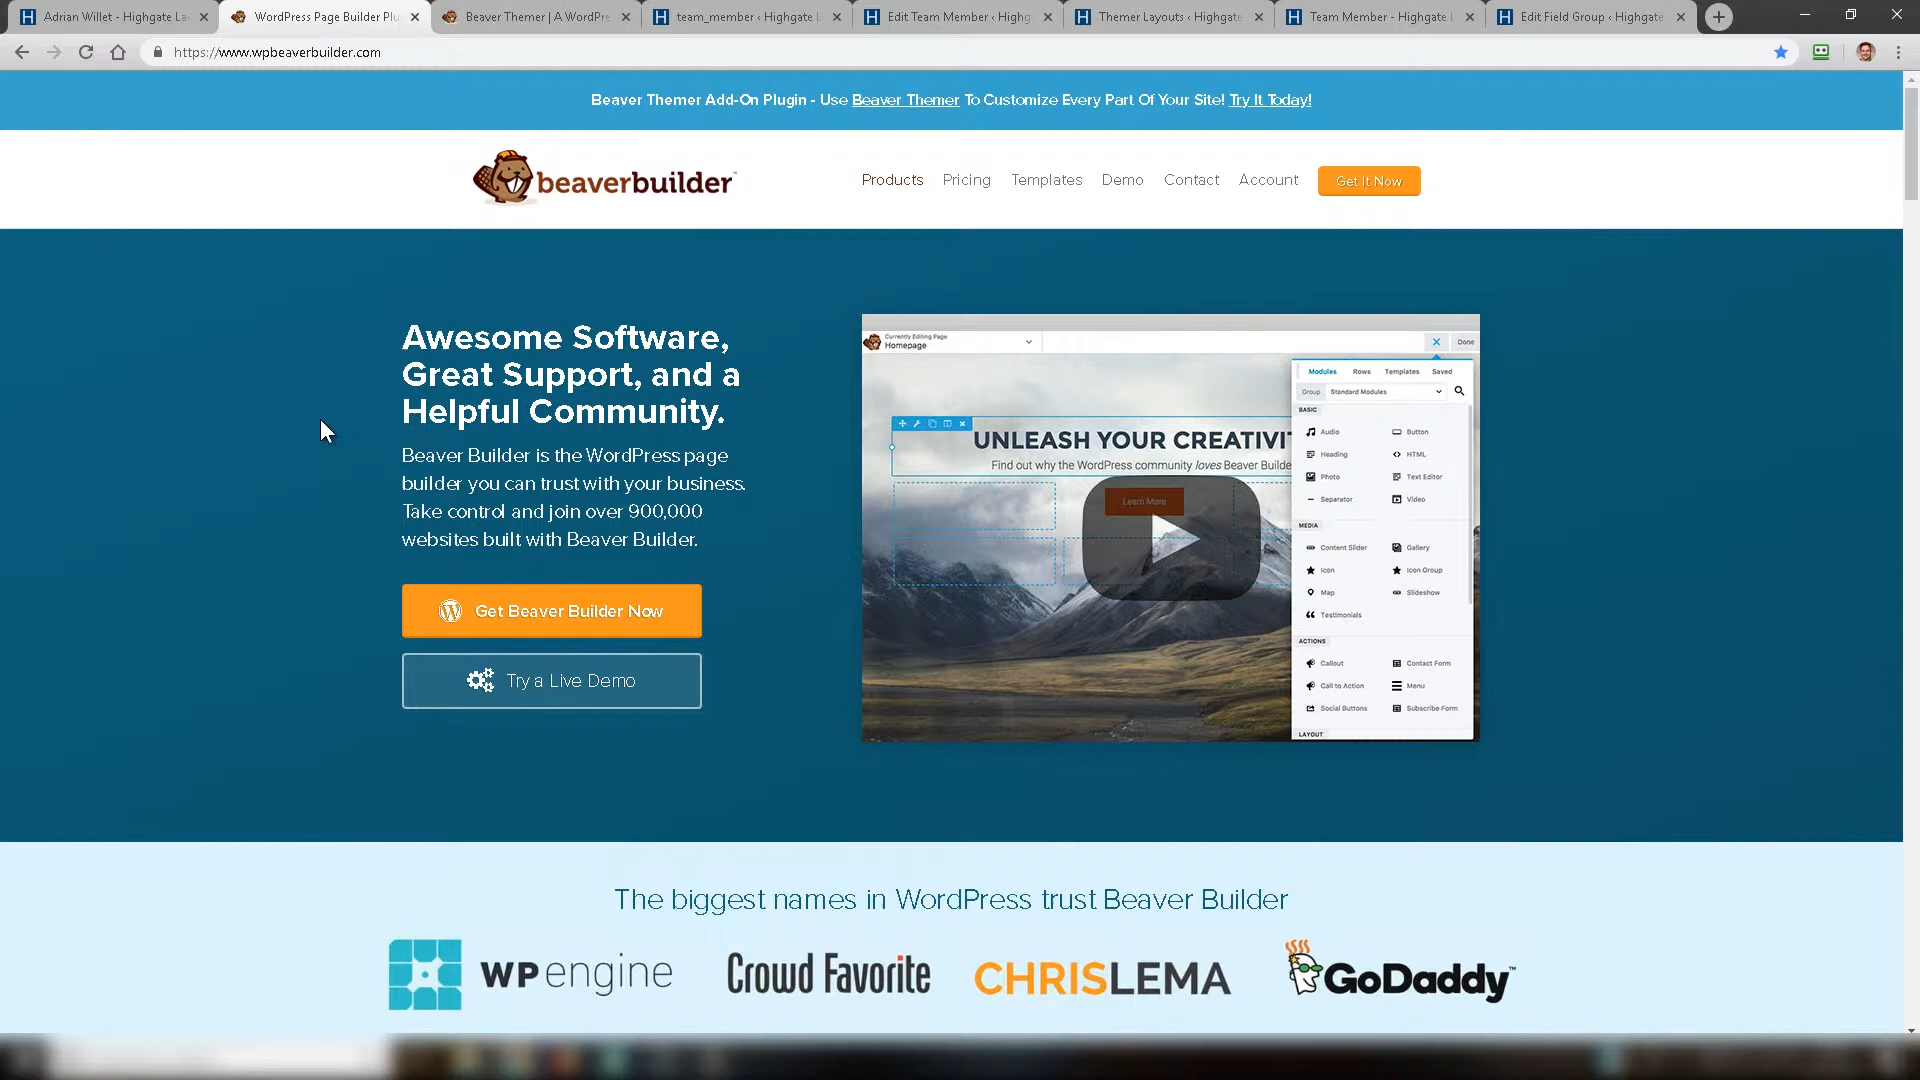 Adrian Willet - Highgate La
WordPress Page Builder Plu
Beaver Themer | A WordPre
team_member ‹ Highgate L
Edit Team Member ‹ Highg
Themer Layouts ‹ Highgate
Team Member - Highgate L
Edit Field Group ‹ Highgate
https://www.wpbeaverbuilder.com
Beaver Themer Add-On Plugin - Use Beaver Themer To Customize Every Part Of Your Site! Try It Today!
beaverbuilder
Products
Pricing
Templates
Demo
Contact
Account
Get It Now
Awesome Software,
Great Support, and a
Helpful Community.
Beaver Builder is the WordPress page
builder you can trust with your business.
Take control and join over 900,000
websites built with Beaver Builder.
Get Beaver Builder Now
Try a Live Demo
Currently Editing Page
Homepage
Done
UNLEASH YOUR CREATIVIT
Find out why the WordPress community loves Beaver Builde
Learn More
Modules
Rows
Templates
Saved
Group
Standard Modules
BASIC
Audio
Button
Heading
HTML
Photo
Text Editor
Separator
Video
MEDIA
Content Slider
Gallery
Icon
Icon Group
Map
Slideshow
Testimonials
ACTIONS
Callout
Contact Form
Call to Action
Menu
Social Buttons
Subscribe Form
LAYOUT
The biggest names in WordPress trust Beaver Builder
WP engine
Crowd Favorite
CHRISLEMA
GoDaddy™